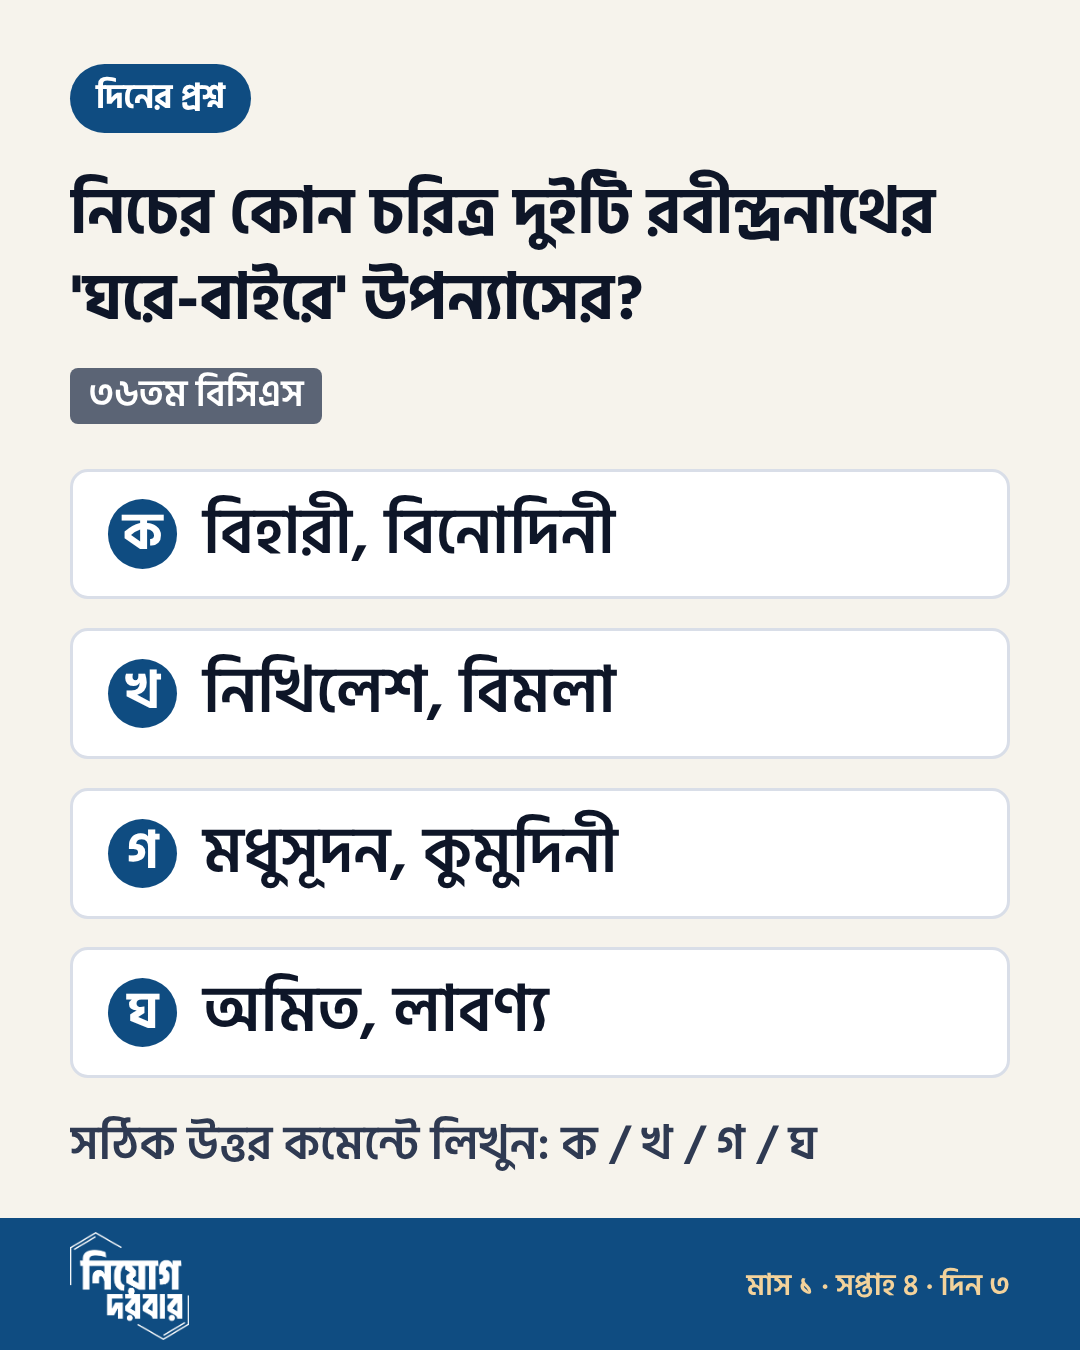 দিনের প্রশ্ন
নিচের কোন চরিত্র দুইটি রবীন্দ্রনাথের
'ঘরে-বাইরে' উপন্যাসের?
৩৬তম বিসিএস
ক বিহারী, বিনোদিনী
খ নিখিলেশ, বিমলা
গ মধুসূদন, কুমুদিনী
ঘ অমিত, লাবণ্য
সঠিক উত্তর কমেন্টে লিখুন: ক / খ / গ / ঘ
নিয়োগ
দরবার
মাস ১ · সপ্তাহ ৪ · দিন ৩